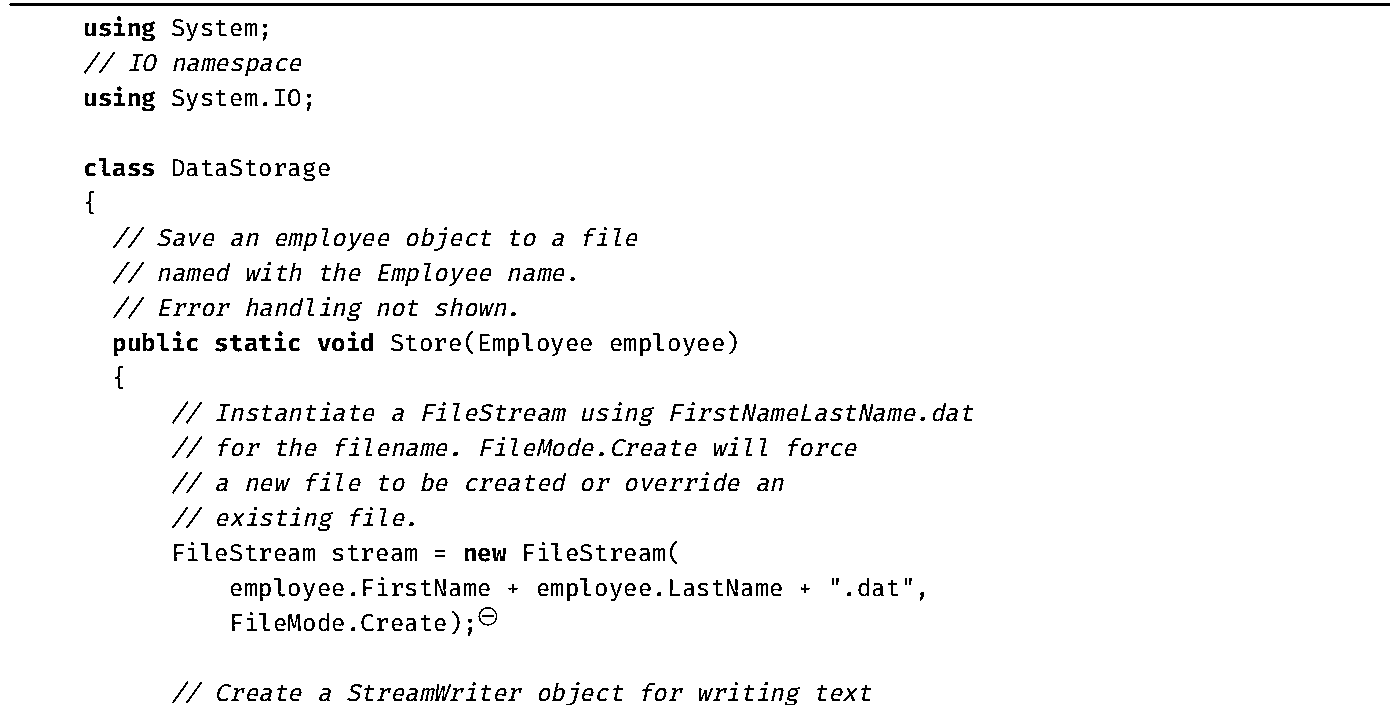 using System;
// IO namespace
using System.IO;

class DataStorage
{
  // Save an employee object to a file
  // named with the Employee name.
  // Error handling not shown.
  public static void Store(Employee employee)
  {
      // Instantiate a FileStream using FirstNameLastName.dat
      // for the filename. FileMode.Create will force
      // a new file to be created or override an
      // existing file.
      FileStream stream = new FileStream(
          employee.FirstName + employee.LastName + ".dat",
          FileMode.Create);⊖

      // Create a StreamWriter object for writing text